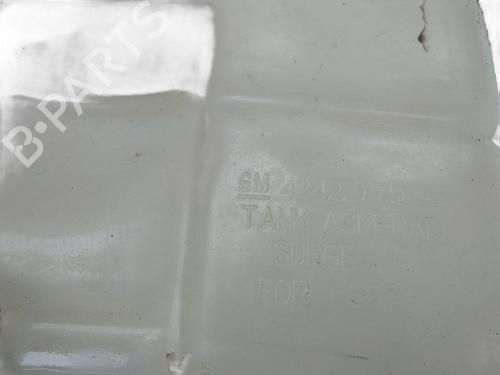 B-PARTS
GM
TANK ASM-RAD
SURGE
FOR